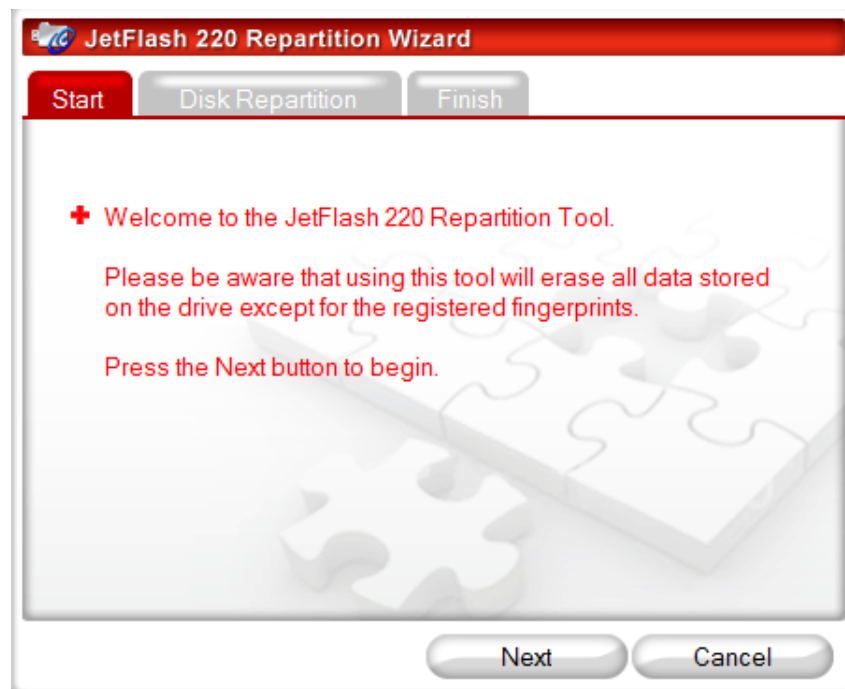 JetFlash 220 Repartition Wizard
Start Disk Repartition Finish
Welcome to the JetFlash 220 Repartition Tool.
Please be aware that using this tool will erase all data stored
on the drive except for the registered fingerprints.
Press the Next button to begin.
Next Cancel